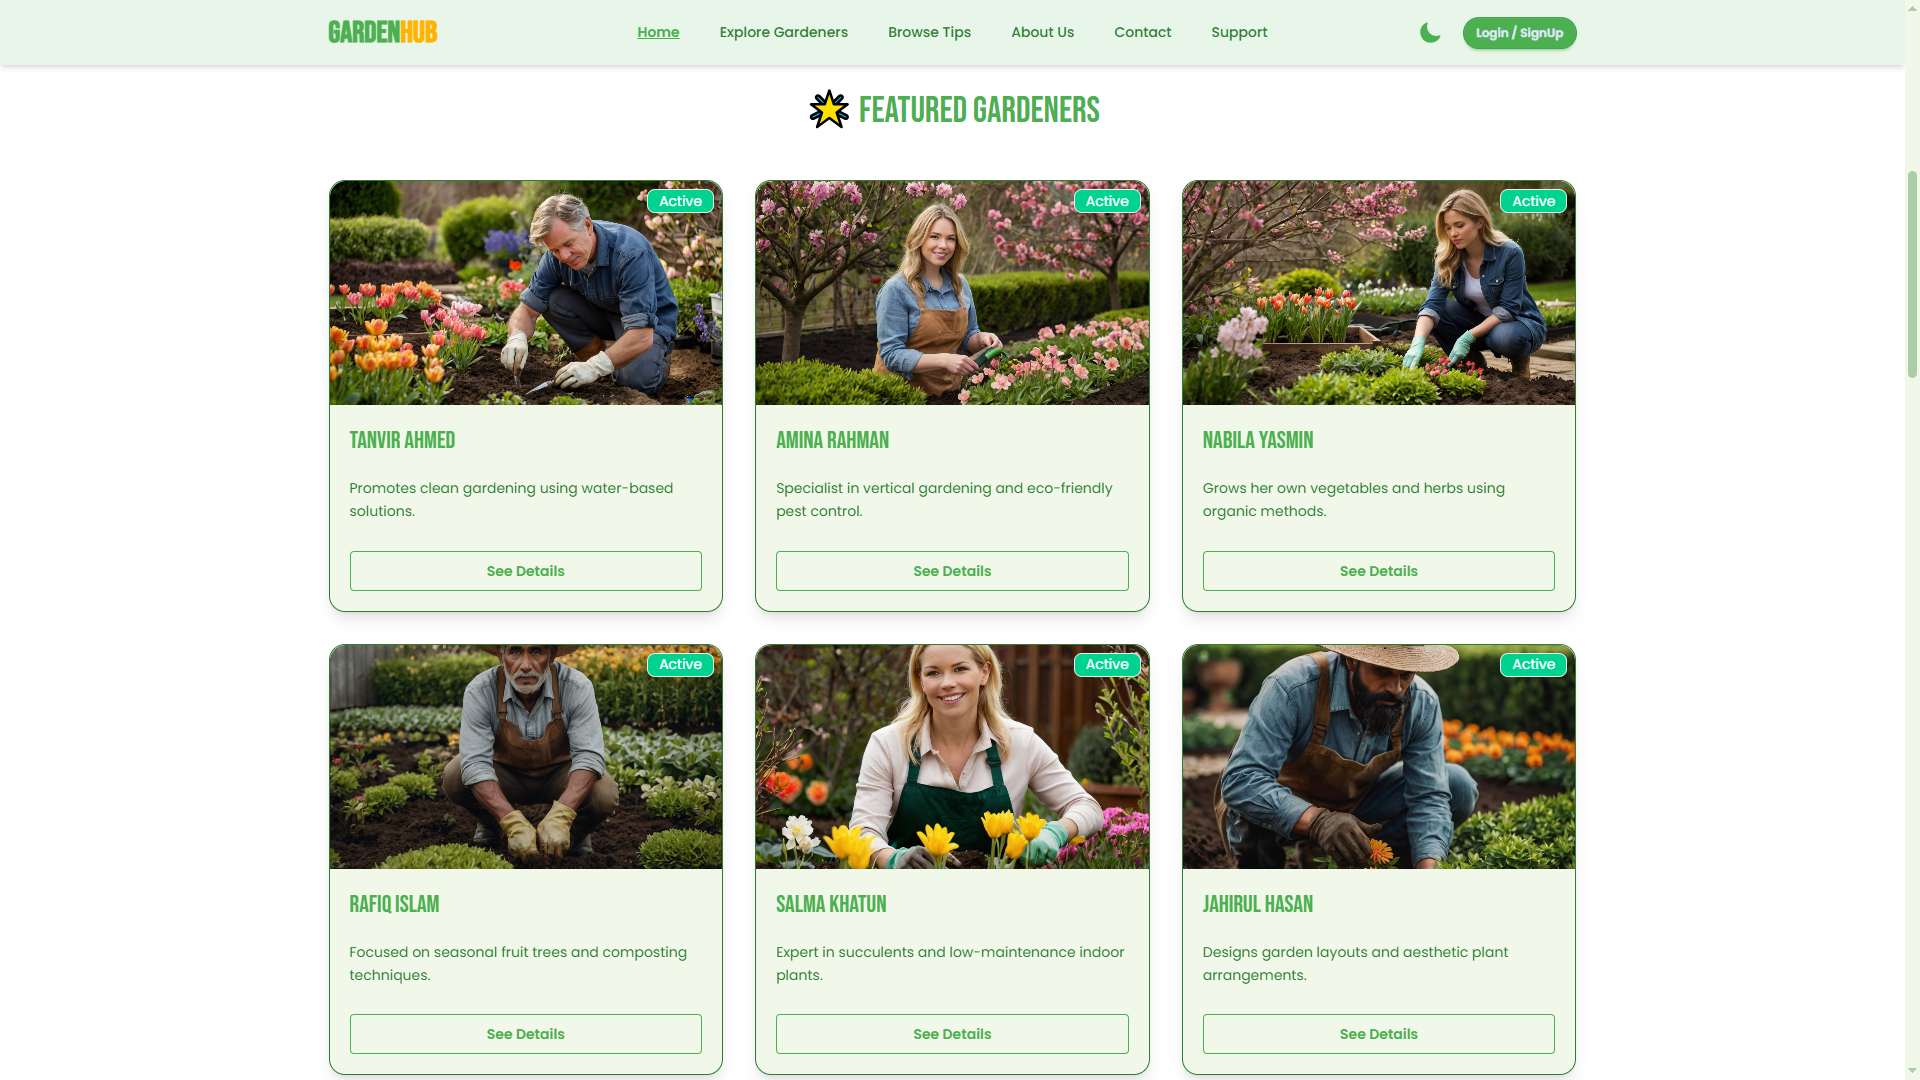 GARDENHUB
Home
Explore Gardeners
Browse Tips
About Us
Contact
Support
Login / SignUp
FEATURED GARDENERS
Active
Active
Active
TANVIR AHMED
Promotes clean gardening using water-based
solutions.
See Details
AMINA RAHMAN
Specialist in vertical gardening and eco-friendly
pest control.
See Details
NABILA YASMIN
Grows her own vegetables and herbs using
organic methods.
See Details
Active
Active
Active
RAFIQ ISLAM
Focused on seasonal fruit trees and composting
techniques.
See Details
SALMA KHATUN
Expert in succulents and low-maintenance indoor
plants.
See Details
JAHIRUL HASAN
Designs garden layouts and aesthetic plant
arrangements.
See Details